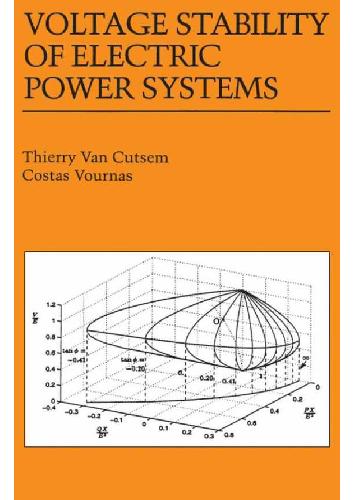 VOLTAGE STABILITY
OF ELECTRIC
POWER SYSTEMS
Thierry Van Cutsem
Costas Vournas
1.2
1
0.8
0.6
0.4
0.2
0
O
tan ϕ =
-0.41
tan ϕ =
-0.20
0.
0.20
0.41
1.
∞
-0.4
-0.3
-0.2
-0.1
0
0.1
0.2
0.3
QX
E²
0
0.2
0.4
0.6
0.8
PX
E²